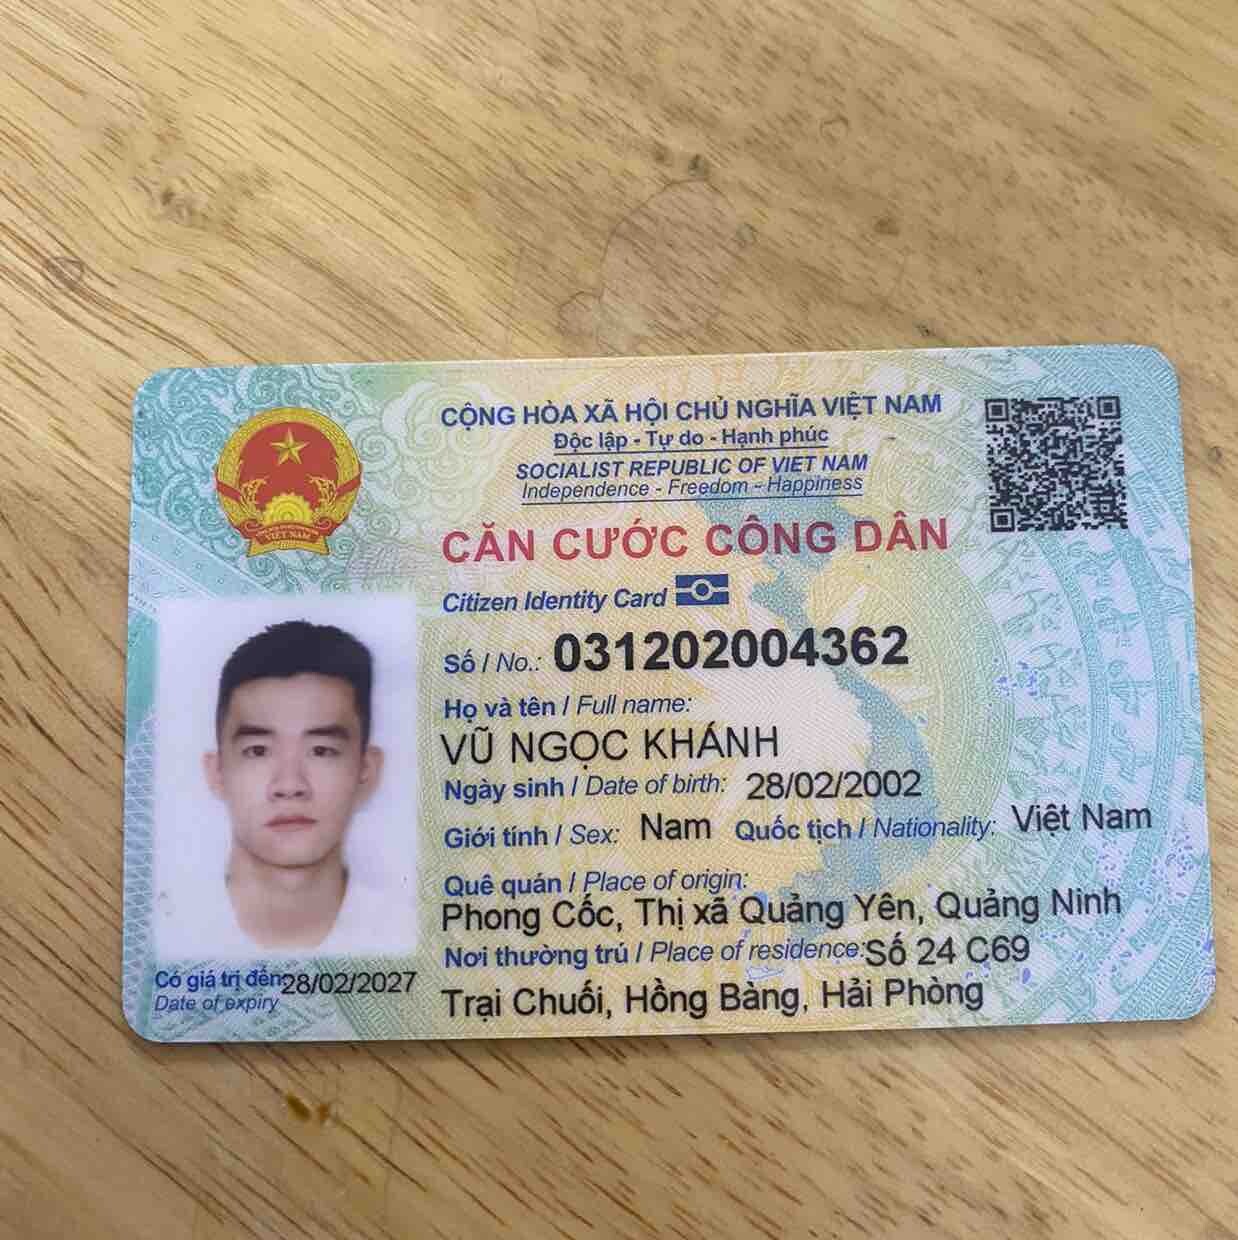 CỘNG HÒA XÃ HỘI CHỦ NGHĨA VIỆT NAM
Độc lập - Tự do - Hạnh phúc
SOCIALIST REPUBLIC OF VIET NAM
Independence - Freedom - Happiness
CĂN CƯỚC CÔNG DÂN
Citizen Identity Card
VIỆT NAM
Số / No.: 031202004362
Họ và tên / Full name:
VŨ NGỌC KHÁNH
Ngày sinh / Date of birth: 28/02/2002
Giới tính / Sex: Nam Quốc tịch / Nationality: Việt Nam
Quê quán / Place of origin:
Phong Cốc, Thị xã Quảng Yên, Quảng Ninh
Nơi thường trú / Place of residence: Số 24 C69
Trại Chuối, Hồng Bàng, Hải Phòng
Có giá trị đến 28/02/2027
Date of expiry